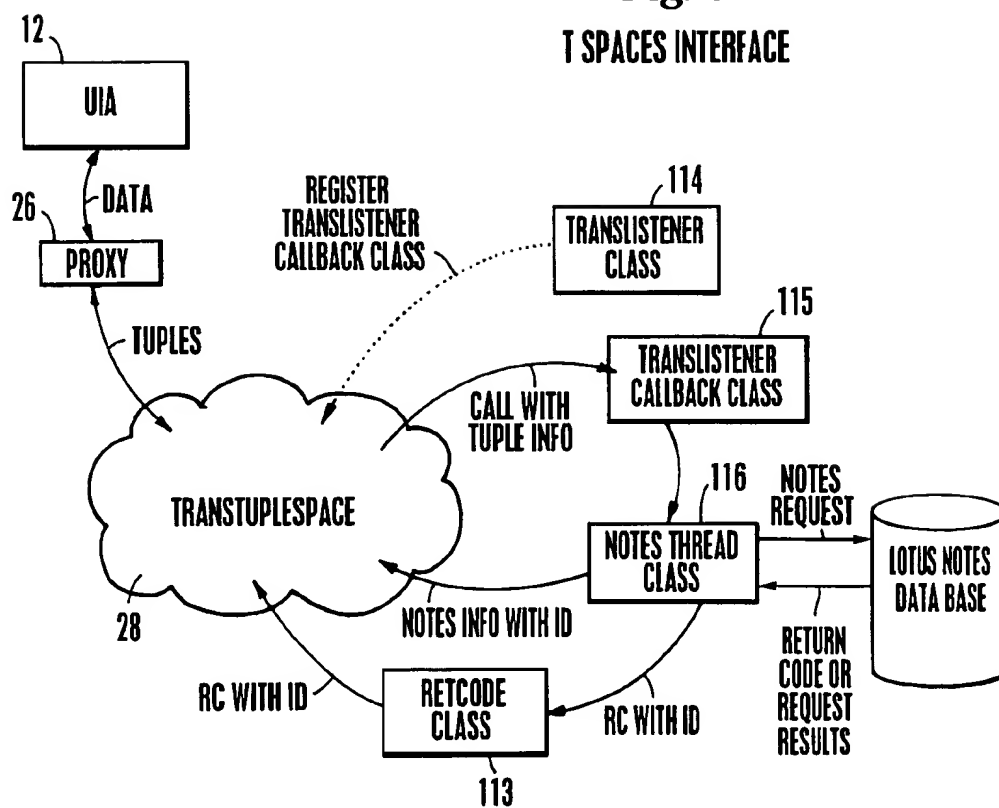 T SPACES INTERFACE
12
UIA
DATA
26
PROXY
TUPLES
REGISTER
TRANSLISTENER
CALLBACK CLASS
114
TRANSLISTENER
CLASS
115
TRANSLISTENER
CALLBACK CLASS
CALL WITH
TUPLE INFO
TRANSTUPLESPACE
28
116
NOTES THREAD
CLASS
NOTES
REQUEST
LOTUS NOTES
DATA BASE
RETURN
CODE OR
REQUEST
RESULTS
NOTES INFO WITH ID
RC WITH ID
RETCODE
CLASS
113
RC WITH ID